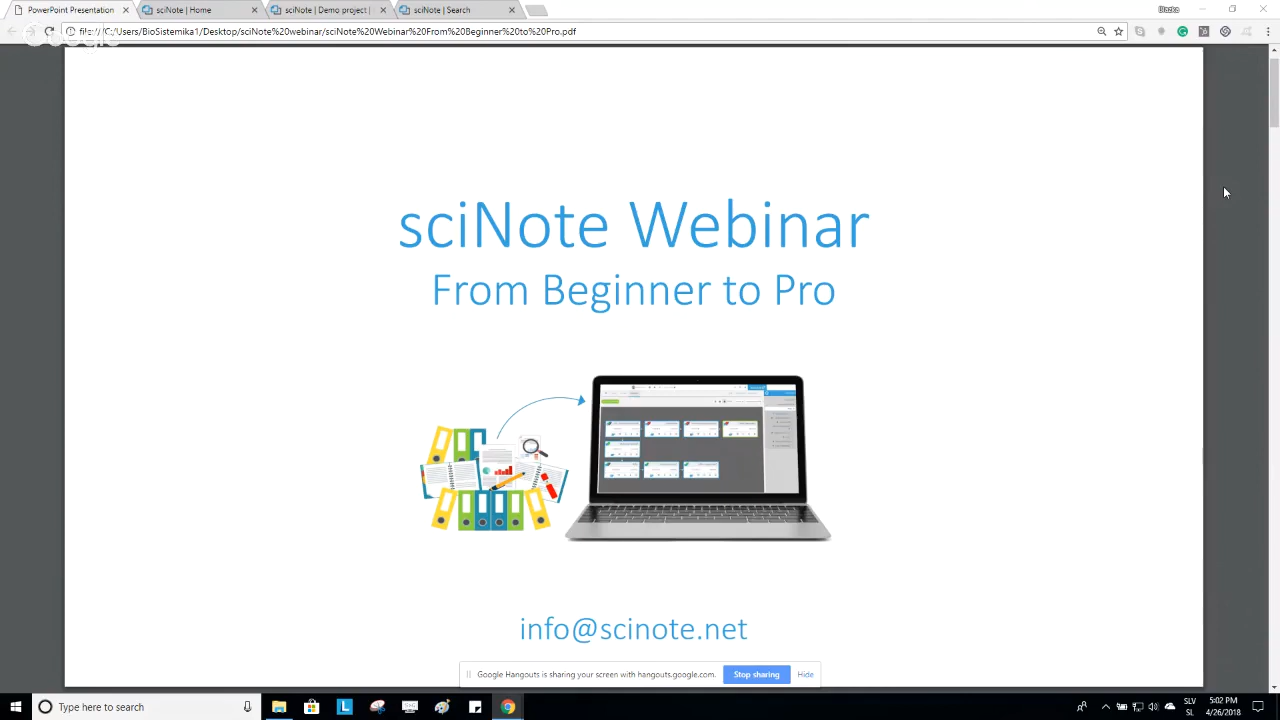 PowerPoint Presentation
sciNote | Home
sciNote | Demo project |
sciNote | Search
file:///C:/Users/BioSistemika1/Desktop/sciNote%20webinar/sciNote%20Webinar%20From%20Beginner%20to%20Pro.pdf
Google
sciNote Webinar
From Beginner to Pro
info@scinote.net
Google Hangouts is sharing your screen with hangouts.google.com.
Stop sharing
Hide
Type here to search
SLV
SL
5:02 PM
4/26/2018